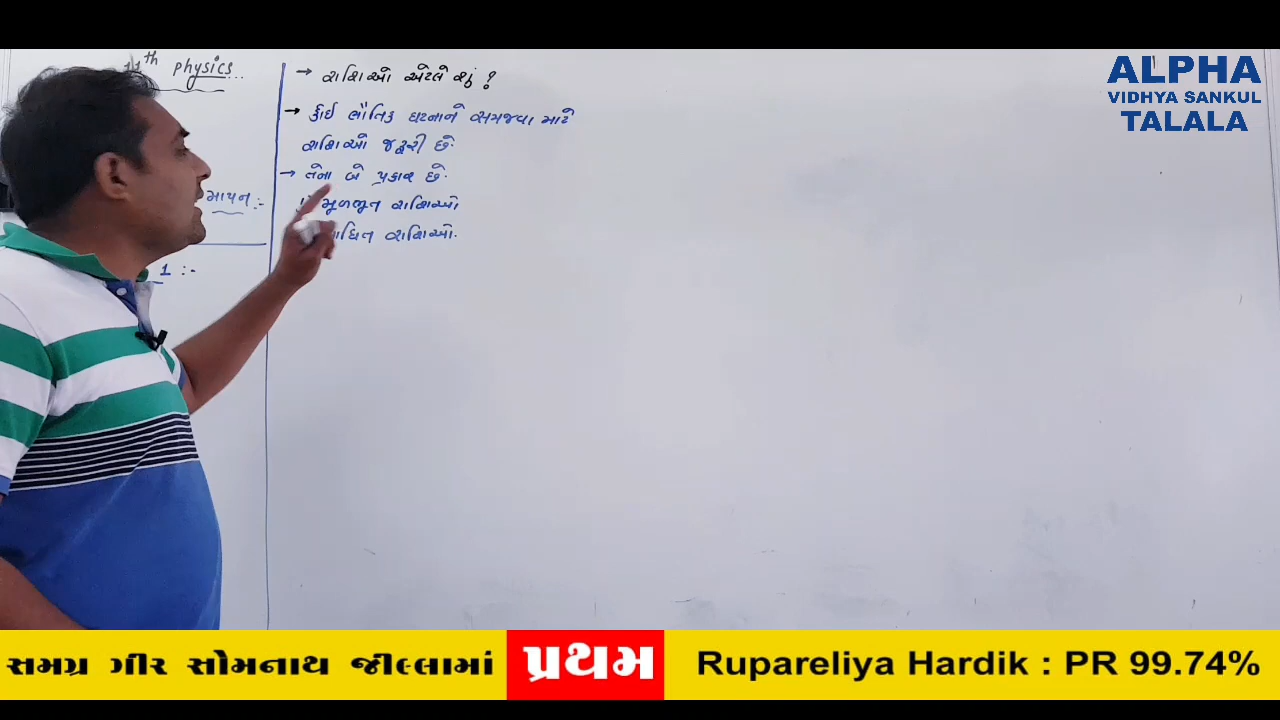 11th physics...
માપન:-
1 :-
→ રાશિઓ એટલે શું ?
→ કોઈ ભૌતિક ઘટનાને સમજવા માટે
રાશિઓ જરૂરી છે.
→ તેના બે પ્રકાર છે.
મૂળભૂત રાશિઓ
રાશિઓ.
ALPHA
VIDHYA SANKUL
TALALA
સમગ્ર ગીર સોમનાથ જીલ્લામાં પ્રથમ Rupareliya Hardik : PR 99.74%